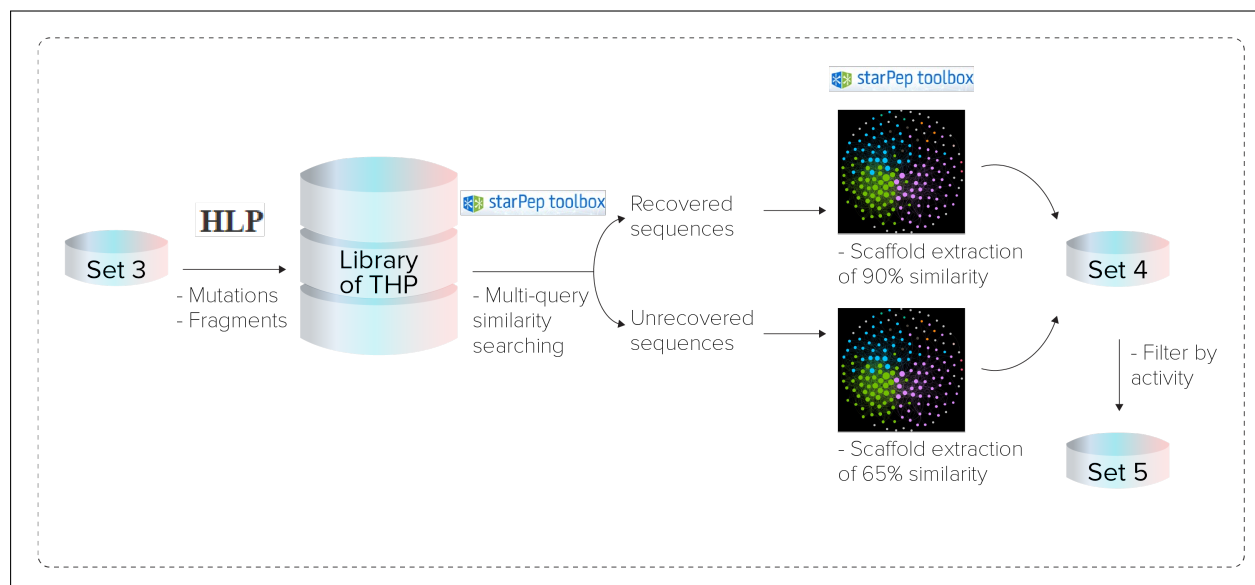 starPep toolbox
HLP
starPep toolbox
Set 3
- Mutations
- Fragments
Library
of THP
- Multi-query
similarity
searching
Recovered
sequences
Unrecovered
sequences
- Scaffold extraction
of 90% similarity
- Scaffold extraction
of 65% similarity
Set 4
- Filter by
activity
Set 5